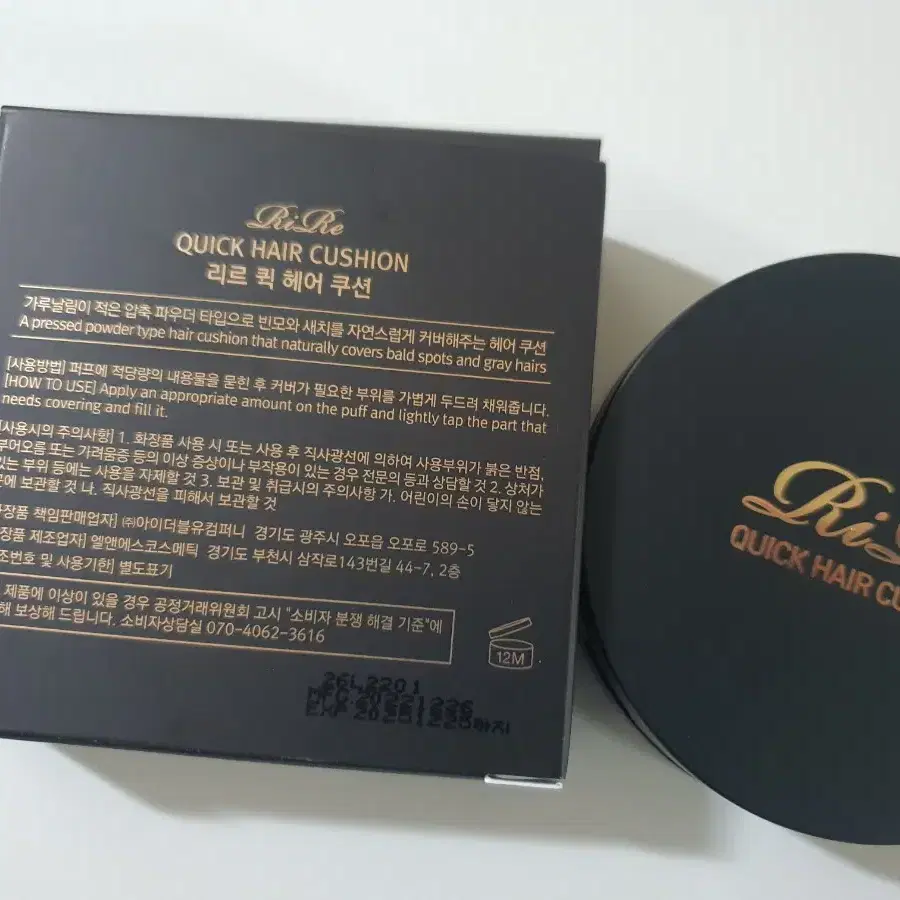 RiRe
QUICK HAIR CUSHION
리르 퀵 헤어 쿠션
가루날림이 적은 압축 파우더 타입으로 빈모와 새치를 자연스럽게 커버해주는 헤어 쿠션
A pressed powder type hair cushion that naturally covers bald spots and gray hairs
[사용방법] 퍼프에 적당량의 내용물을 묻힌 후 커버가 필요한 부위를 가볍게 두드려 채워줍니다.
[HOW TO USE] Apply an appropriate amount on the puff and lightly tap the part that
needs covering and fill it.
[사용시의 주의사항] 1. 화장품 사용 시 또는 사용 후 직사광선에 의하여 사용부위가 붉은 반점,
부어오름 또는 가려움증 등의 이상 증상이나 부작용이 있는 경우 전문의 등과 상담할 것 2. 상처가
있는 부위 등에는 사용을 자제할 것 3. 보관 및 취급시의 주의사항 가. 어린이의 손이 닿지 않는
곳에 보관할 것 나. 직사광선을 피해서 보관할 것
화장품 책임판매업자] ㈜아이더블유컴퍼니 경기도 광주시 오포읍 오포로 589-5
장품 제조업자] 엘앤에스코스메틱 경기도 부천시 삼작로143번길 44-7, 2층
조번호 및 사용기한] 별도표기
제품에 이상이 있을 경우 공정거래위원회 고시 "소비자 분쟁 해결 기준"에
해 보상해 드립니다. 소비자상담실 070-4062-3616
12M
26L2201
MFG 20221226
EXP 20251225까지
RiR
QUICK HAIR CU